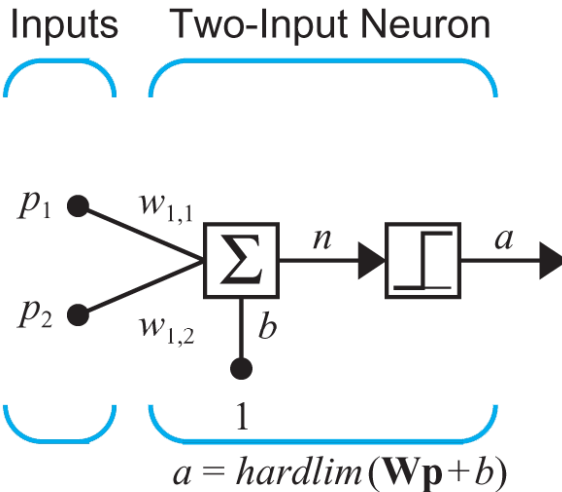 Inputs Two-Input Neuron
p1 w1,1
Σ n a
p2 w1,2 b
1
a = hardlim(Wp+b)